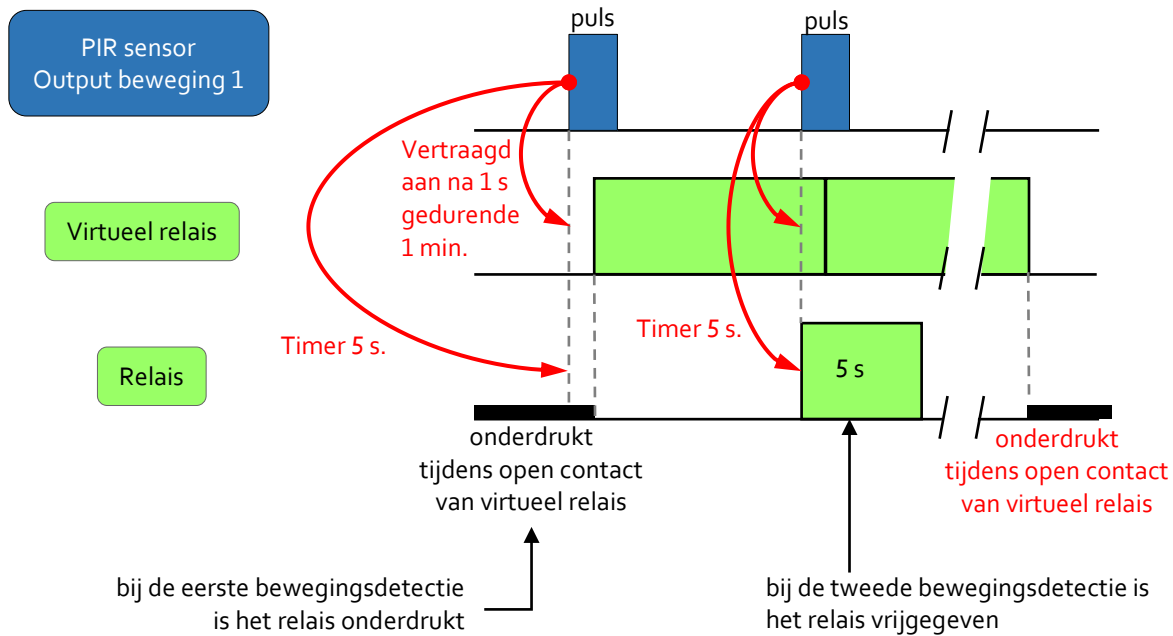 puls
puls
PIR sensor
Output beweging 1
Vertraagd
aan na 1 s
gedurende
1 min.
Virtueel relais
Timer 5 s.
Timer 5 s.
Relais
5 s
onderdrukt
tijdens open contact
van virtueel relais
onderdrukt
tijdens open contact
van virtueel relais
bij de eerste bewegingsdetectie
is het relais onderdrukt
bij de tweede bewegingsdetectie is
het relais vrijgegeven